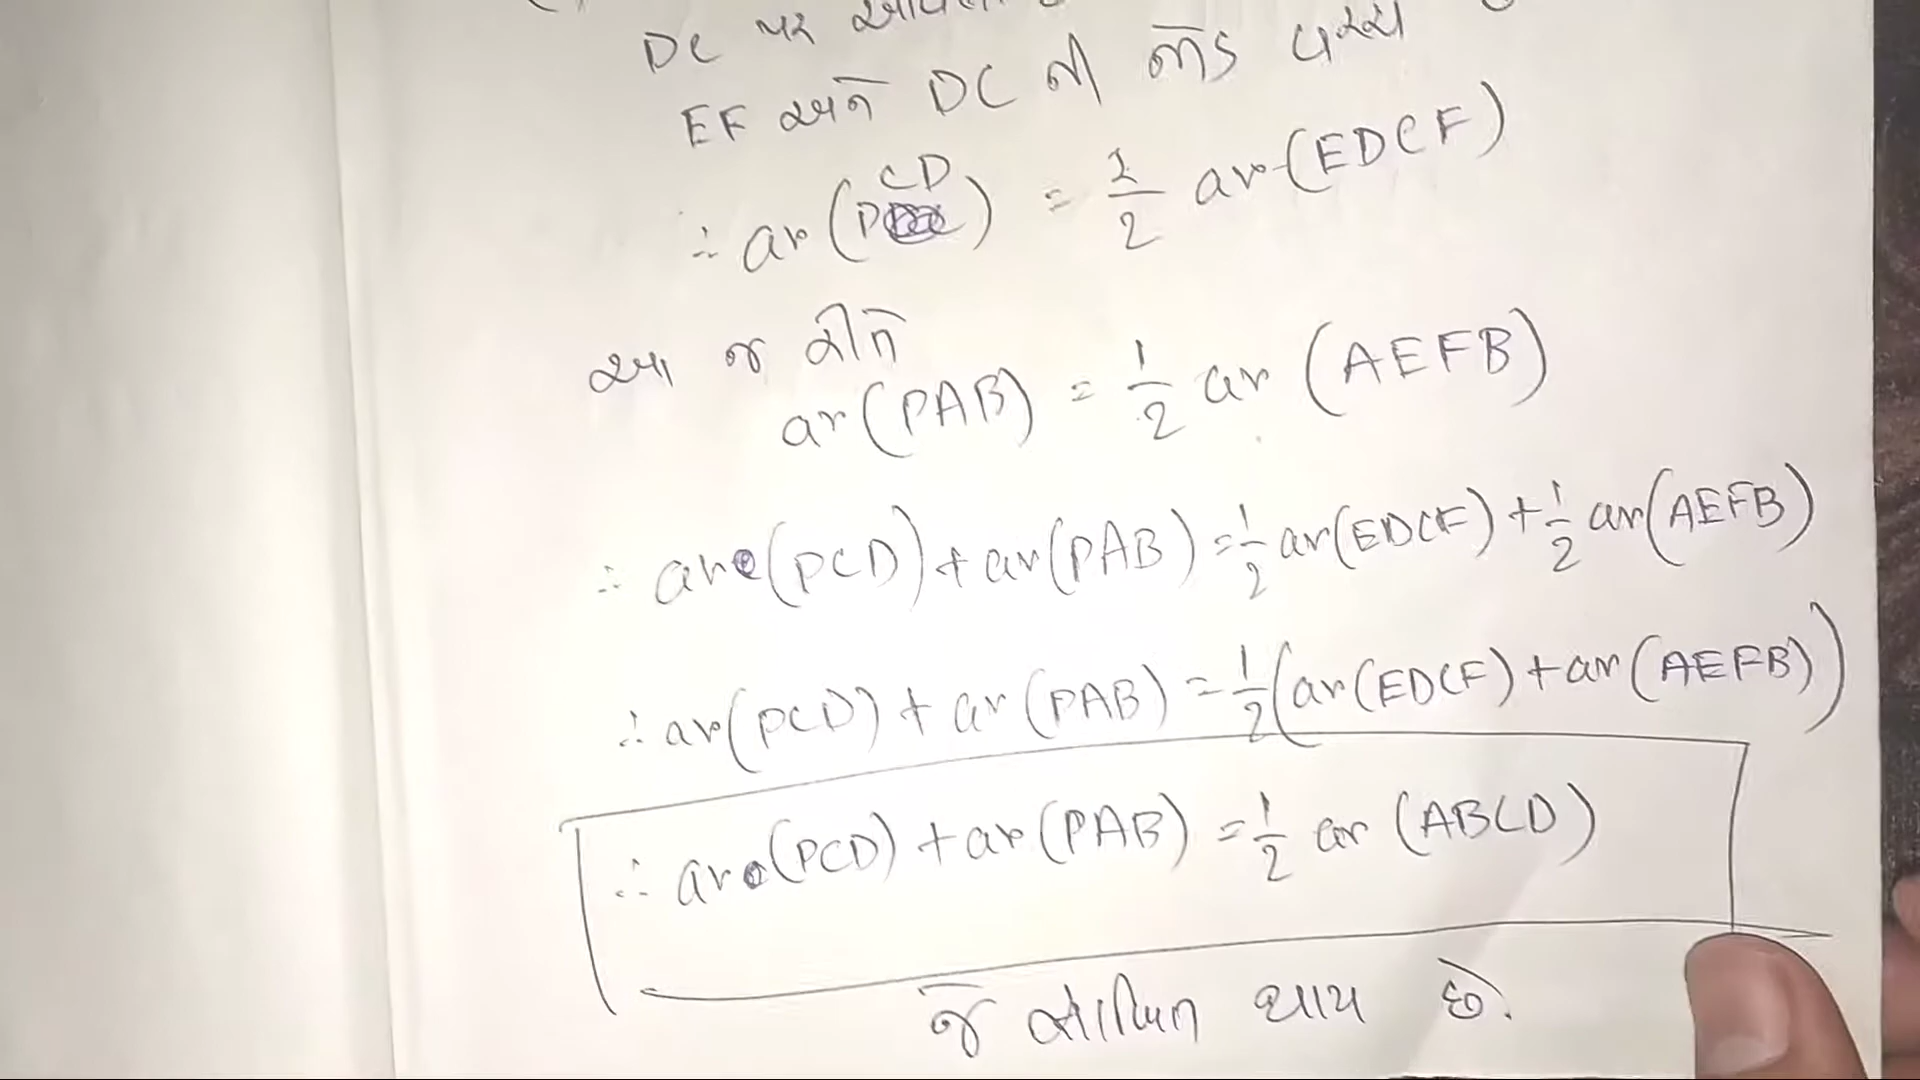 DC પર આવેલા
EF અને DC ની જોડ વચ્ચે
∴ ar (PCD) = 1/2 ar (EDCF)
આ જ રીતે
ar (PAB) = 1/2 ar (AEFB)
∴ ar (PCD) + ar (PAB) = 1/2 ar (EDCF) + 1/2 ar (AEFB)
∴ ar (PCD) + ar (PAB) = 1/2 (ar (EDCF) + ar (AEFB))
∴ ar (PCD) + ar (PAB) = 1/2 ar (ABCD)
જે સાબિત થાય છે.